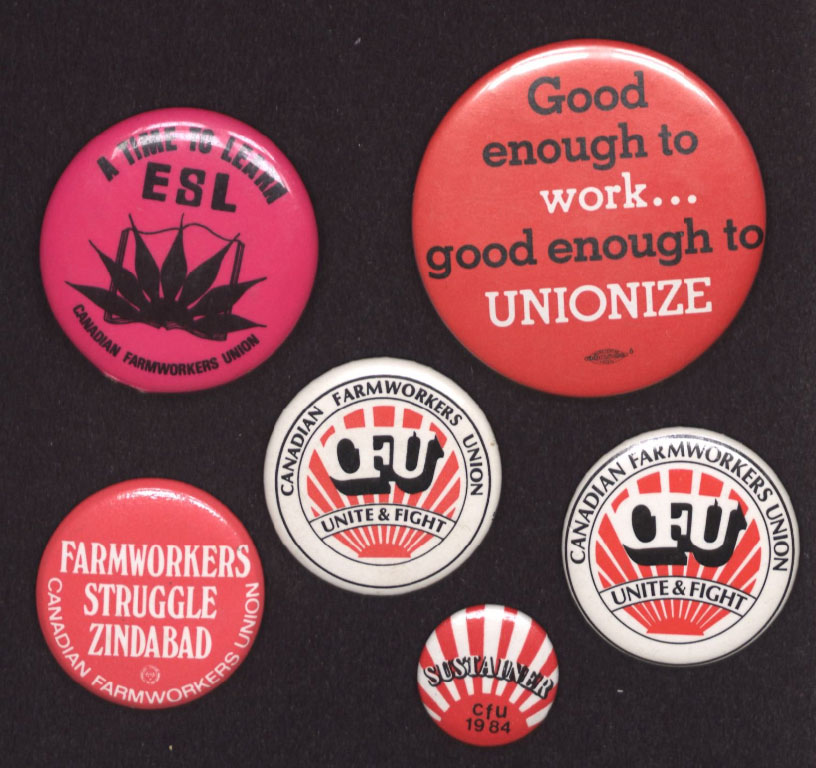 A TIME TO LEARN
ESL
CANADIAN FARMWORKERS UNION
Good
enough to
work...
good enough to
UNIONIZE
CANADIAN FARMWORKERS UNION
CFU
UNITE & FIGHT
CANADIAN FARMWORKERS UNION
CFU
UNITE & FIGHT
FARMWORKERS
STRUGGLE
ZINDABAD
CANADIAN FARMWORKERS UNION
SUSTAINER
CfU
1984